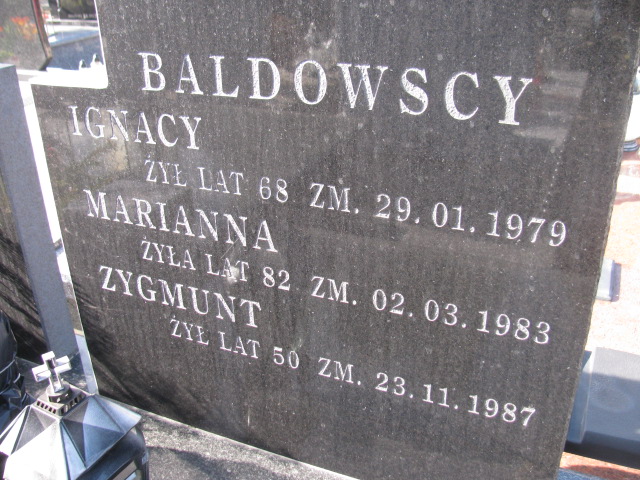 BALDOWSCY
IGNACY
ŻYŁ LAT 68 ZM. 29.01.1979
MARIANNA
ŻYŁA LAT 82 ZM. 02.03.1983
ZYGMUNT
ŻYŁ LAT 50 ZM. 23.11.1987